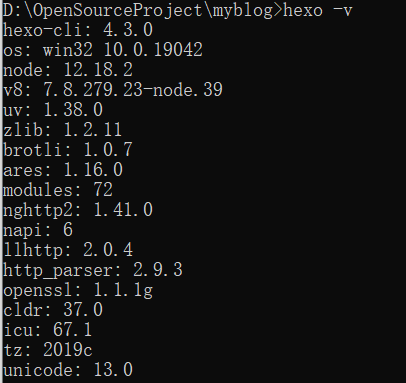 D:\OpenSourceProject\myblog>hexo -v
hexo-cli: 4.3.0
os: win32 10.0.19042
node: 12.18.2
v8: 7.8.279.23-node.39
uv: 1.38.0
zlib: 1.2.11
brotli: 1.0.7
ares: 1.16.0
modules: 72
nghttp2: 1.41.0
napi: 6
llhttp: 2.0.4
http_parser: 2.9.3
openssl: 1.1.1g
cldr: 37.0
icu: 67.1
tz: 2019c
unicode: 13.0